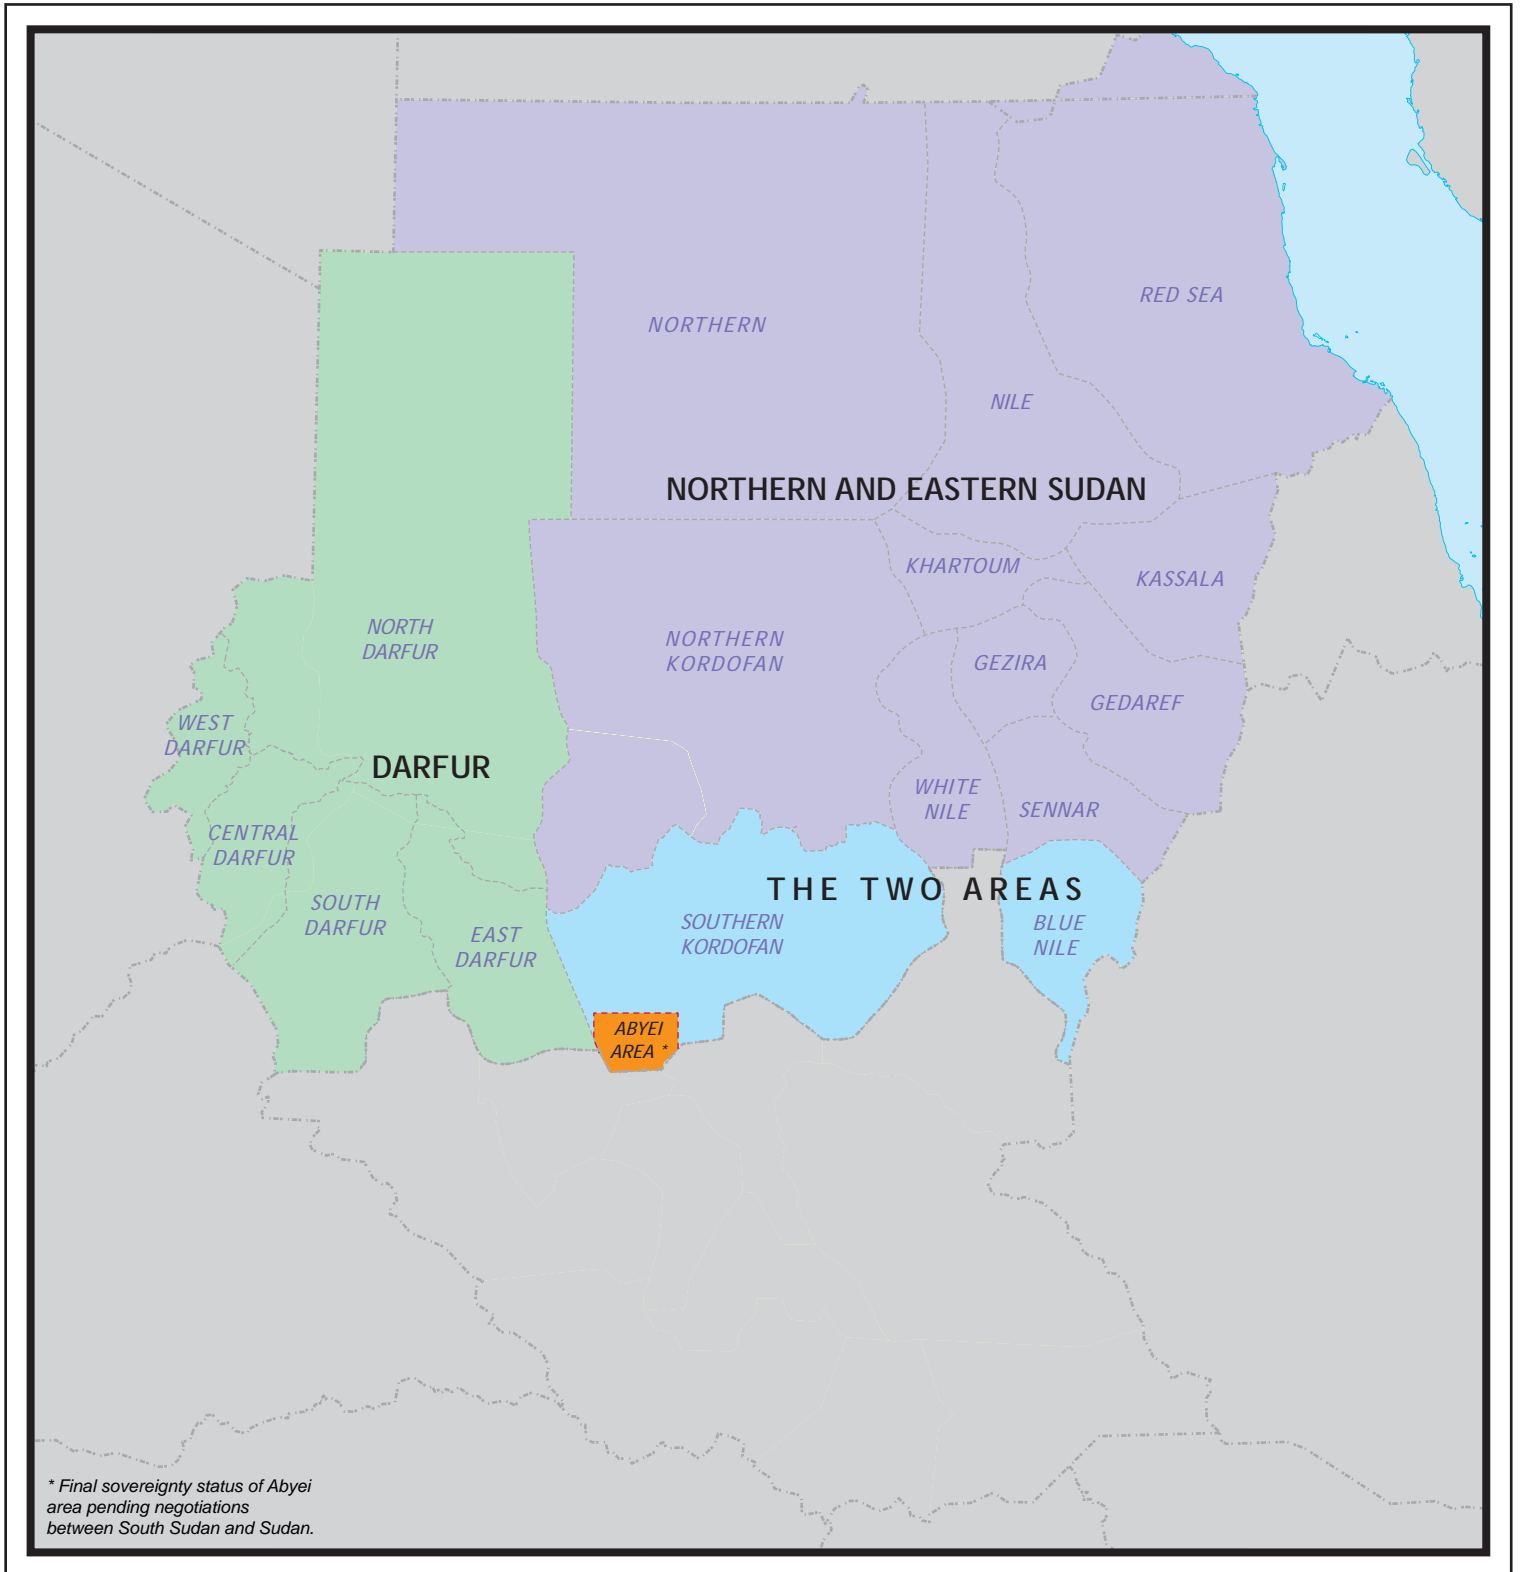 RED SEA
NORTHERN
NILE
NORTHERN AND EASTERN SUDAN
KHARTOUM
KASSALA
NORTH
DARFUR
NORTHERN
KORDOFAN
GEZIRA
GEDAREF
WEST
DARFUR
DARFUR
WHITE
NILE
SENNAR
CENTRAL
DARFUR
THE TWO AREAS
SOUTH
DARFUR
SOUTHERN
KORDOFAN
BLUE
NILE
EAST
DARFUR
ABYEI
AREA *
* Final sovereignty status of Abyei
area pending negotiations
between South Sudan and Sudan.